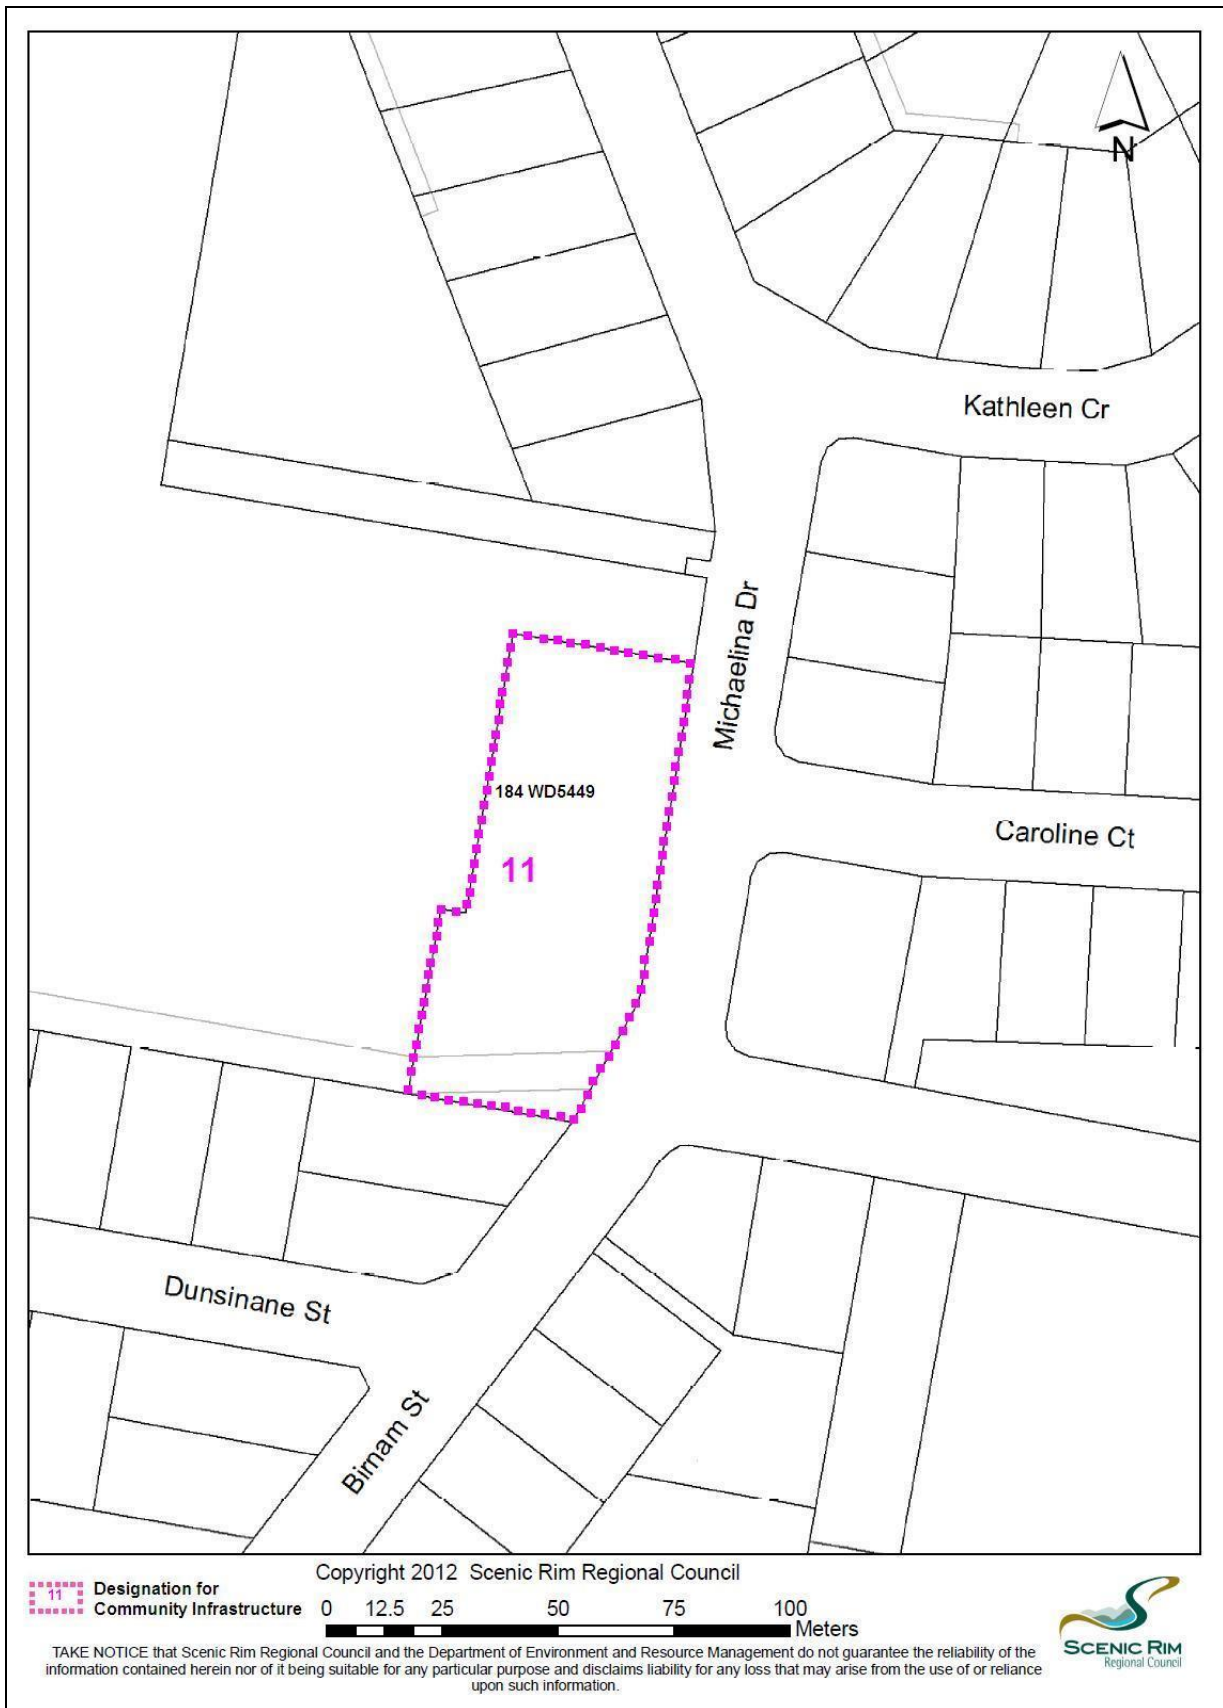 N
Kathleen Cr
Michaelina Dr
184 WD5449
Caroline Ct
11
Dunsinane St
Birnam St
Copyright 2012 Scenic Rim Regional Council
11
Designation for
Community Infrastructure
0 12.5 25 50 75 100
Meters
SCENIC RIM
Regional Council
TAKE NOTICE that Scenic Rim Regional Council and the Department of Environment and Resource Management do not guarantee the reliability of the
information contained herein nor of it being suitable for any particular purpose and disclaims liability for any loss that may arise from the use of or reliance
upon such information.